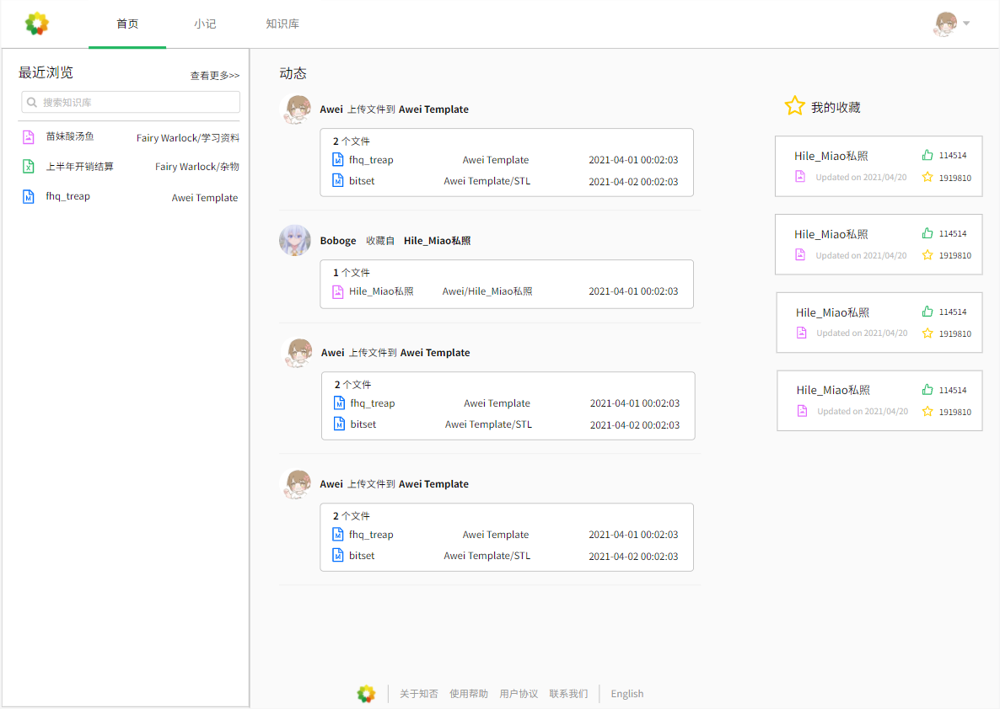 首页 小记 知识库
最近浏览 查看更多>>
搜索知识库
苗妹酸汤鱼 Fairy Warlock/学习资料
上半年开销结算 Fairy Warlock/杂物
fhq_treap Awei Template
动态
Awei 上传文件到 Awei Template
2 个文件
fhq_treap Awei Template 2021-04-01 00:02:03
bitset Awei Template/STL 2021-04-02 00:02:03
Boboge 收藏自 Hile_Miao私照
1 个文件
Hile_Miao私照 Awei/Hile_Miao私照 2021-04-01 00:02:03
Awei 上传文件到 Awei Template
2 个文件
fhq_treap Awei Template 2021-04-01 00:02:03
bitset Awei Template/STL 2021-04-02 00:02:03
Awei 上传文件到 Awei Template
2 个文件
fhq_treap Awei Template 2021-04-01 00:02:03
bitset Awei Template/STL 2021-04-02 00:02:03
我的收藏
Hile_Miao私照 114514
Updated on 2021/04/20 1919810
Hile_Miao私照 114514
Updated on 2021/04/20 1919810
Hile_Miao私照 114514
Updated on 2021/04/20 1919810
Hile_Miao私照 114514
Updated on 2021/04/20 1919810
关于知否 使用帮助 用户协议 联系我们 English